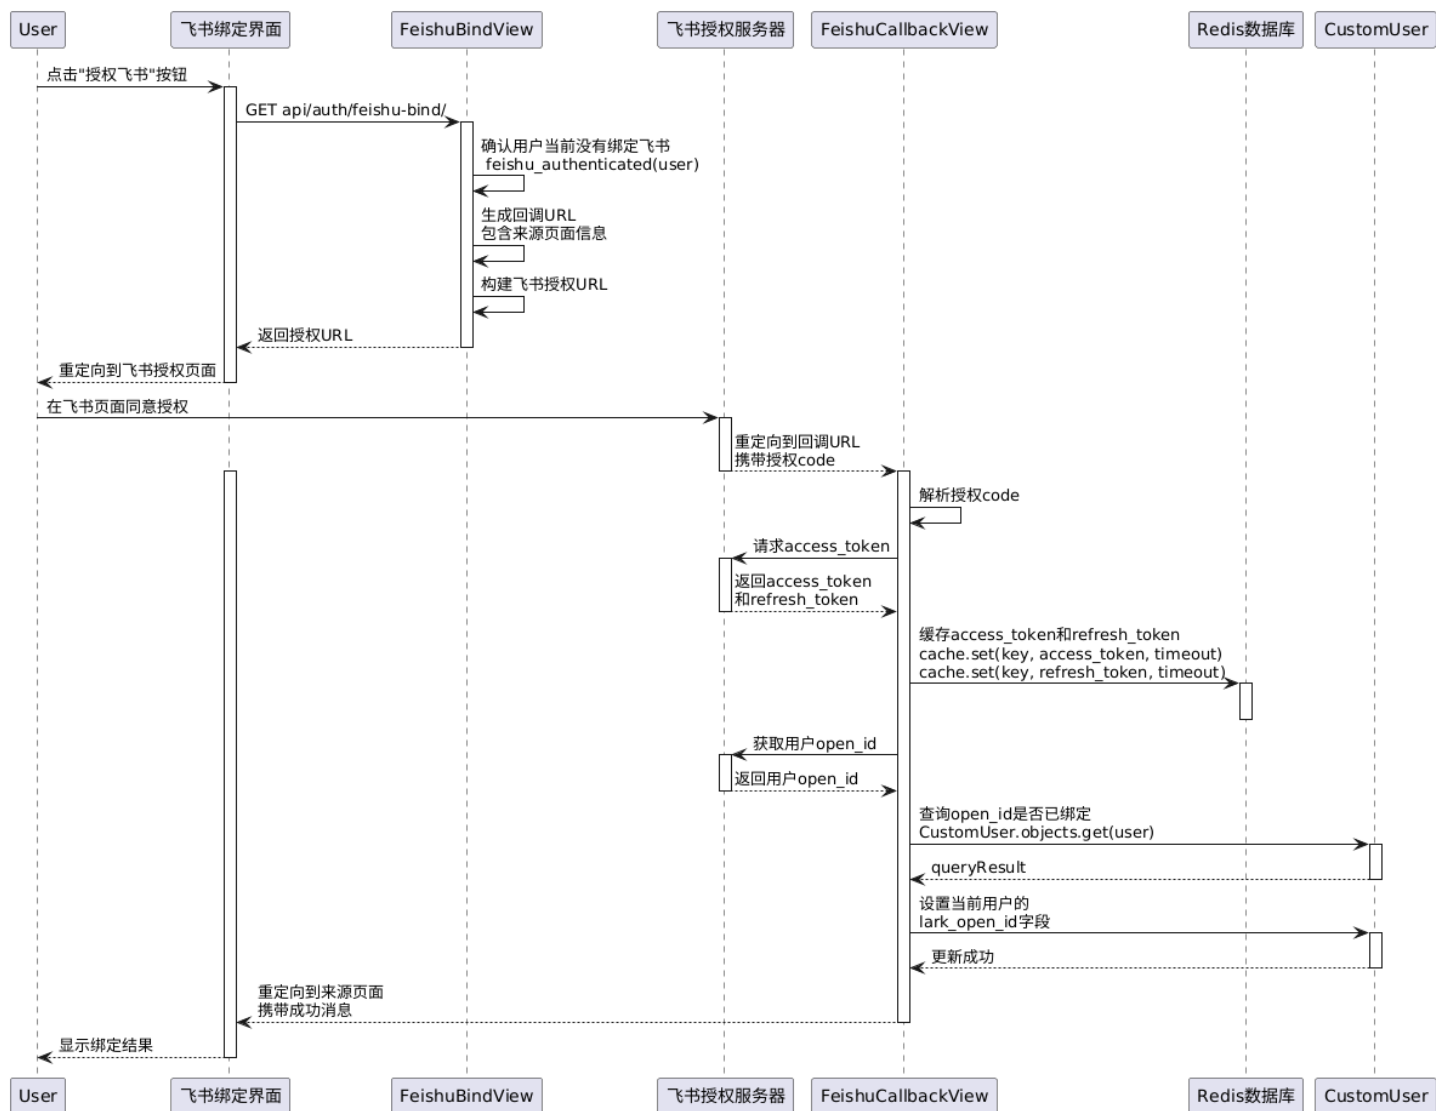 User
飞书绑定界面
FeishuBindView
飞书授权服务器
FeishuCallbackView
Redis数据库
CustomUser
点击"授权飞书"按钮
GET api/auth/feishu-bind/
确认用户当前没有绑定飞书
feishu_authenticated(user)
生成回调URL
包含来源页面信息
构建飞书授权URL
返回授权URL
重定向到飞书授权页面
在飞书页面同意授权
重定向到回调URL
携带授权code
解析授权code
请求access_token
返回access_token
和refresh_token
缓存access_token和refresh_token
cache.set(key, access_token, timeout)
cache.set(key, refresh_token, timeout)
获取用户open_id
返回用户open_id
查询open_id是否已绑定
CustomUser.objects.get(user)
queryResult
设置当前用户的
lark_open_id字段
更新成功
重定向到来源页面
携带成功消息
显示绑定结果
User
飞书绑定界面
FeishuBindView
飞书授权服务器
FeishuCallbackView
Redis数据库
CustomUser